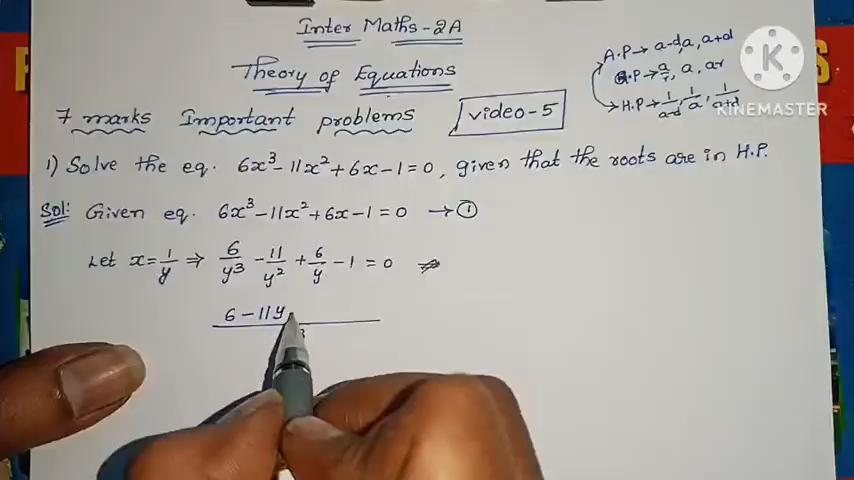 Inter Maths-2A
Theory of Equations
A.P→ a-d, a, a+d
G.P→ a/r, a, ar
H.P→ 1/a-d, 1/a, 1/a+d
KINEMASTER
7 marks Important problems video-5
1) Solve the eq. 6x³-11x²+6x-1=0, given that the roots are in H.P.
Sol: Given eq. 6x³-11x²+6x-1=0 →①
Let x=1/y ⇒ 6/y³ - 11/y² + 6/y - 1 = 0
6-11y
3